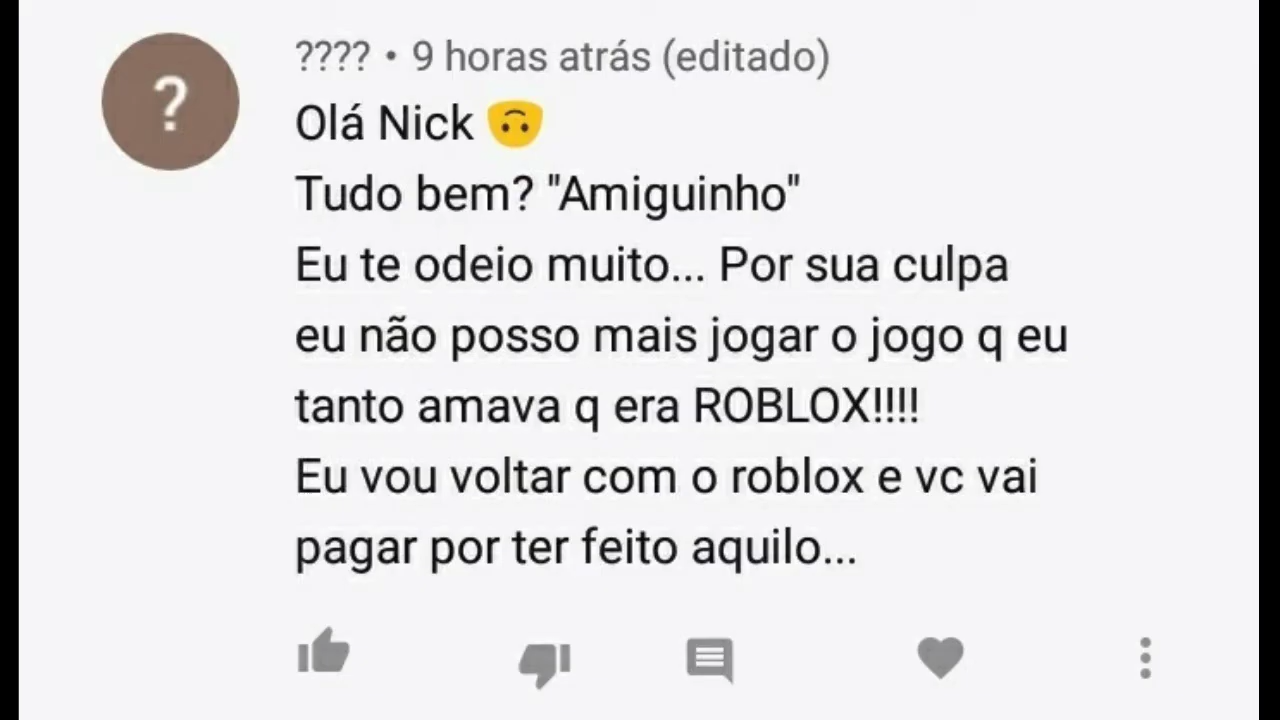 ?
???? • 9 horas atrás (editado)
Olá Nick 🙃
Tudo bem? "Amiguinho"
Eu te odeio muito... Por sua culpa
eu não posso mais jogar o jogo q eu
tanto amava q era ROBLOX!!!!
Eu vou voltar com o roblox e vc vai
pagar por ter feito aquilo...